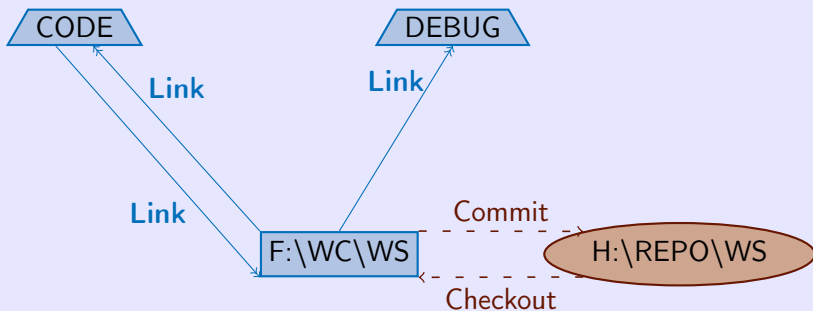 CODE
DEBUG
Link
Link
Link
Commit
F:\WC\WS
H:\REPO\WS
Checkout